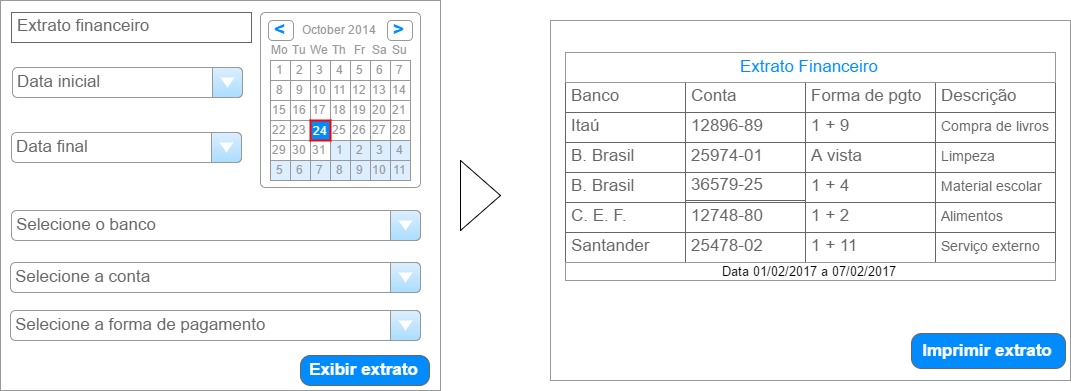 Extrato financeiro
Data inicial
Data final
< October 2014 >
Mo Tu We Th Fr Sa Su
1 2 3 4 5 6 7
8 9 10 11 12 13 14
15 16 17 18 19 20 21
22 23 24 25 26 27 28
29 30 31 1 2 3 4
5 6 7 8 9 10 11
Selecione o banco
Selecione a conta
Selecione a forma de pagamento
Exibir extrato
Extrato Financeiro
Banco Conta Forma de pgto Descrição
Itaú 12896-89 1 + 9 Compra de livros
B. Brasil 25974-01 A vista Limpeza
B. Brasil 36579-25 1 + 4 Material escolar
C. E. F. 12748-80 1 + 2 Alimentos
Santander 25478-02 1 + 11 Serviço externo
Data 01/02/2017 a 07/02/2017
Imprimir extrato